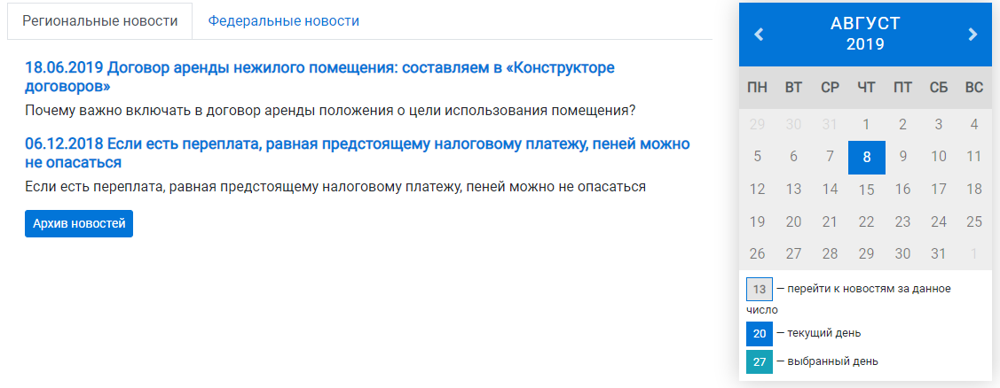 Региональные новости
Федеральные новости
18.06.2019 Договор аренды нежилого помещения: составляем в «Конструкторе
договоров»
Почему важно включать в договор аренды положения о цели использования помещения?
06.12.2018 Если есть переплата, равная предстоящему налоговому платежу, пеней можно
не опасаться
Если есть переплата, равная предстоящему налоговому платежу, пеней можно не опасаться
Архив новостей
АВГУСТ
2019
ПН ВТ СР ЧТ ПТ СБ ВС
29 30 31 1 2 3 4
5 6 7 8 9 10 11
12 13 14 15 16 17 18
19 20 21 22 23 24 25
26 27 28 29 30 31 1
13 — перейти к новостям за данное
число
20 — текущий день
27 — выбранный день